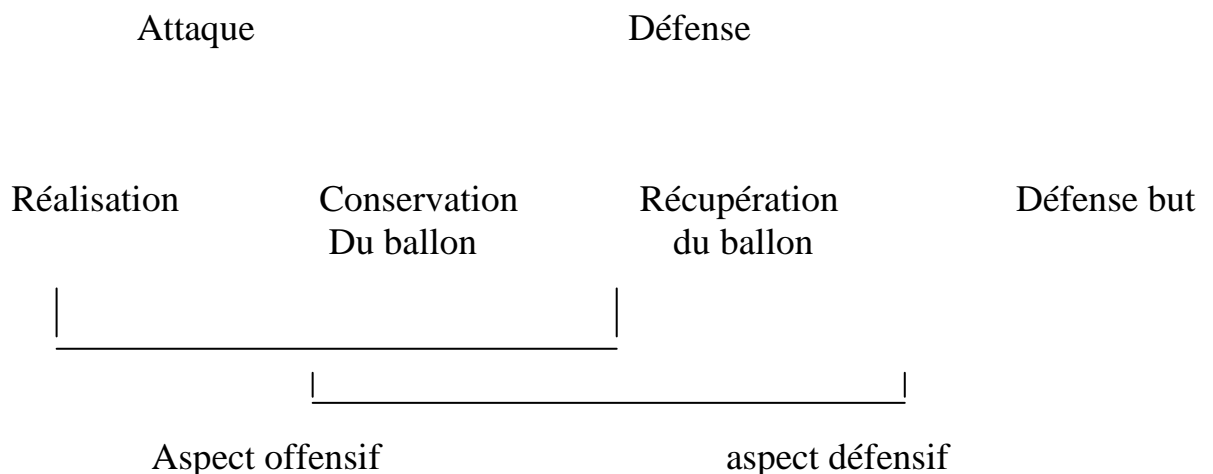 Attaque Défense
Réalisation Conservation Récupération Défense but
Du ballon du ballon
Aspect offensif aspect défensif